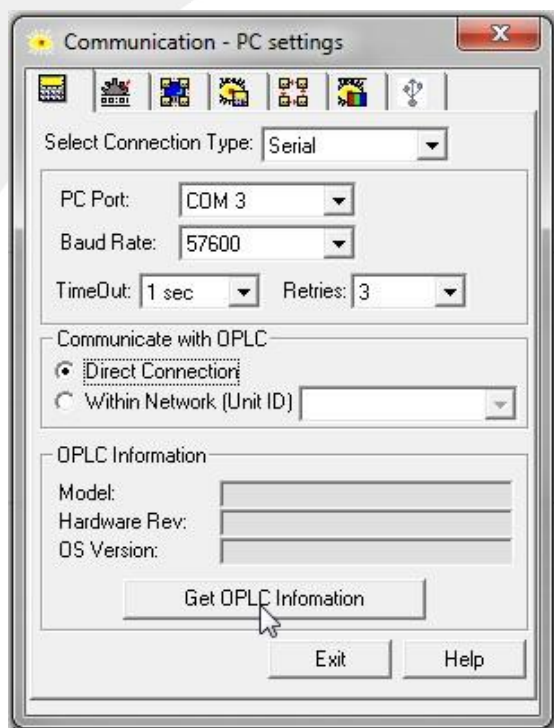 Communication - PC settings
Select Connection Type: Serial
PC Port: COM 3
Baud Rate: 57600
TimeOut: 1 sec Retries: 3
Communicate with OPLC
Direct Connection
Within Network (Unit ID)
OPLC Information
Model:
Hardware Rev:
OS Version:
Get OPLC Infomation
Exit Help